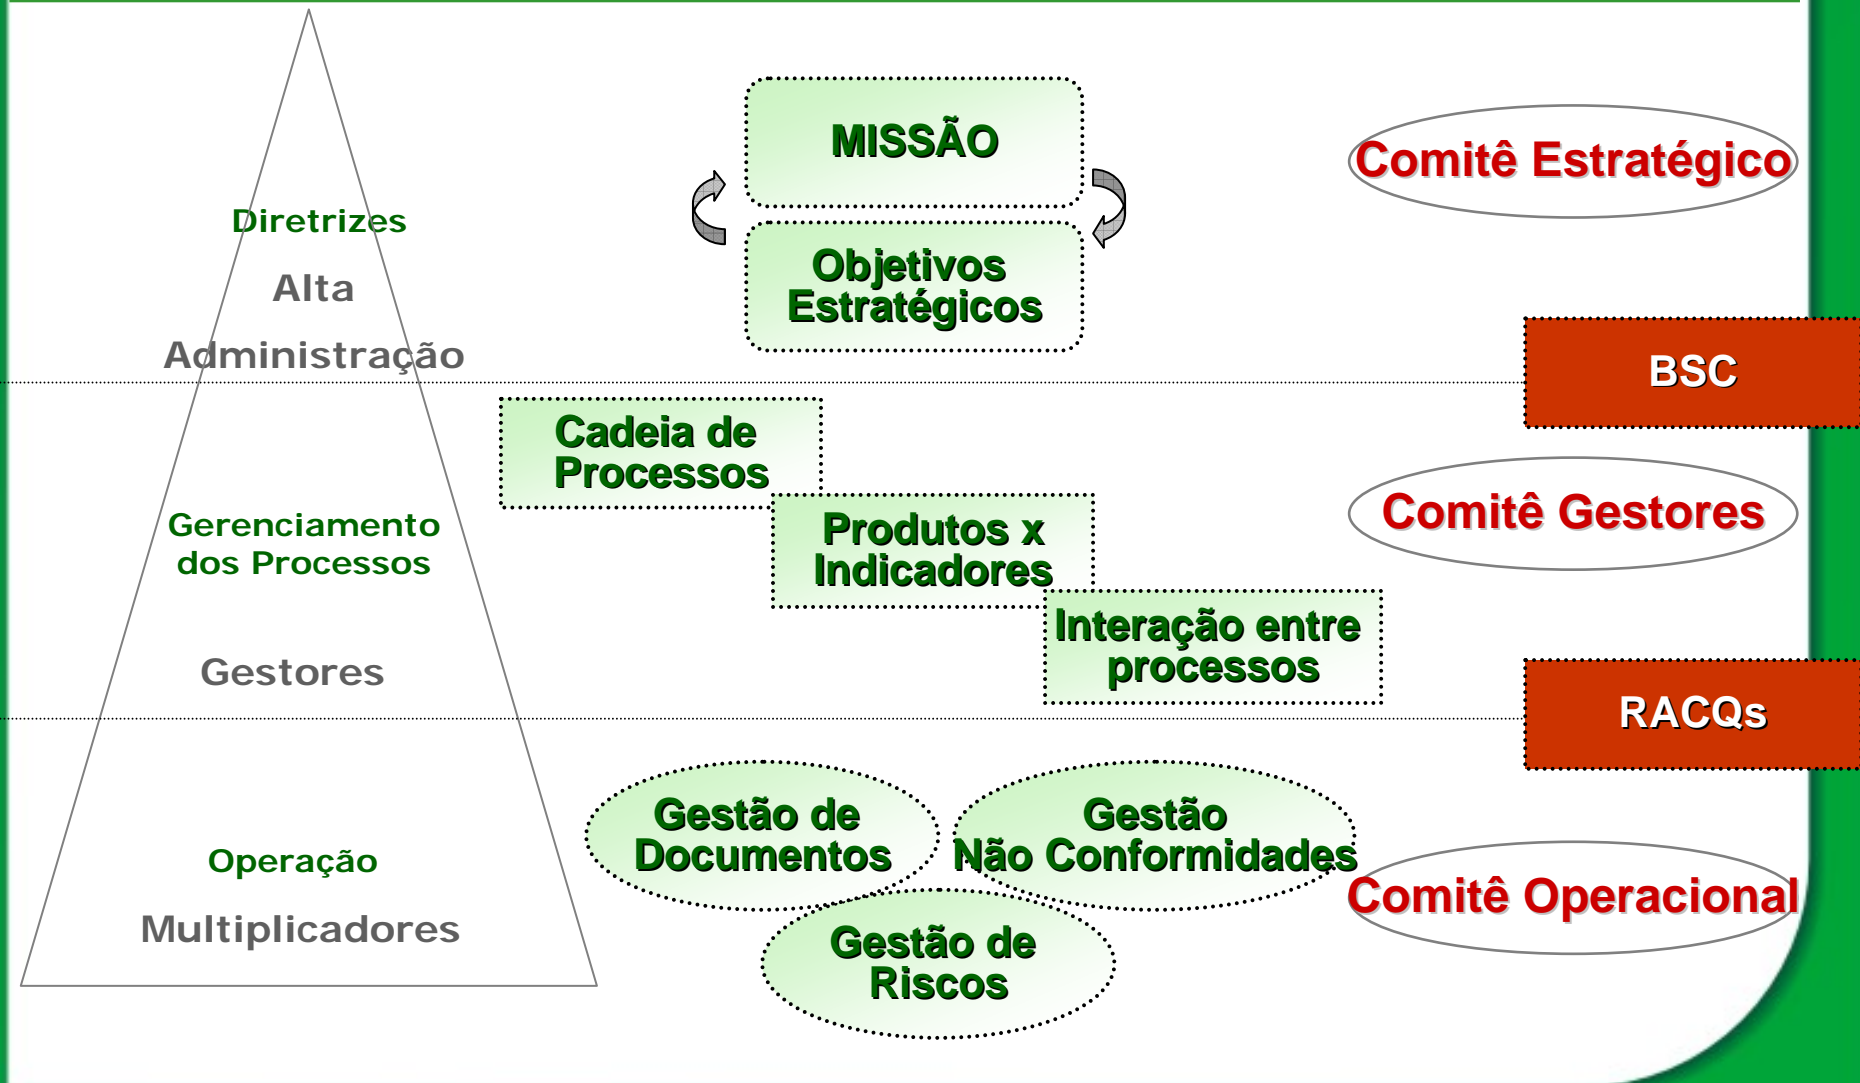 Diretrizes
Alta
Administração
MISSÃO
Objetivos
Estratégicos
Comitê Estratégico
BSC
Gerenciamento
dos Processos
Gestores
Cadeia de
Processos
Produtos x
Indicadores
Interação entre
processos
Comitê Gestores
RACQs
Operação
Multiplicadores
Gestão de
Documentos
Gestão
Não Conformidades
Gestão de
Riscos
Comitê Operacional